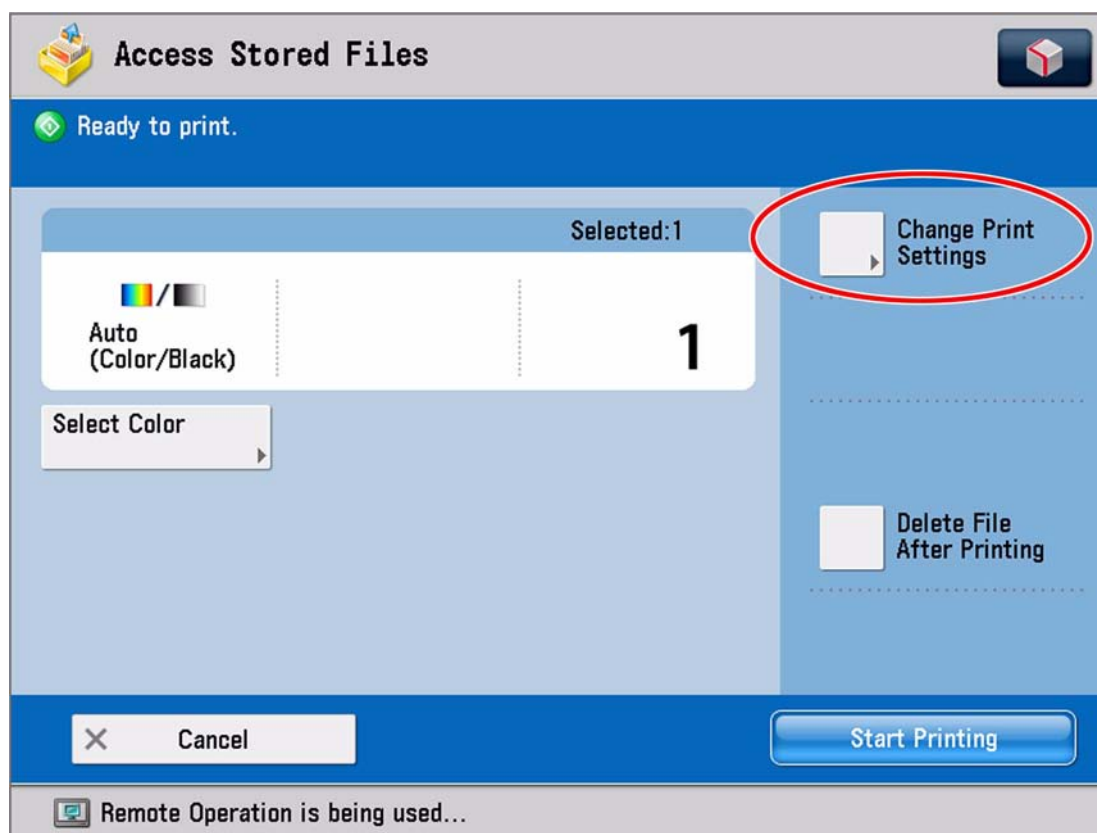 Access Stored Files
Ready to print.
Selected:1
Change Print
Settings
/
Auto
(Color/Black)
1
Select Color
Delete File
After Printing
× Cancel
Start Printing
Remote Operation is being used...